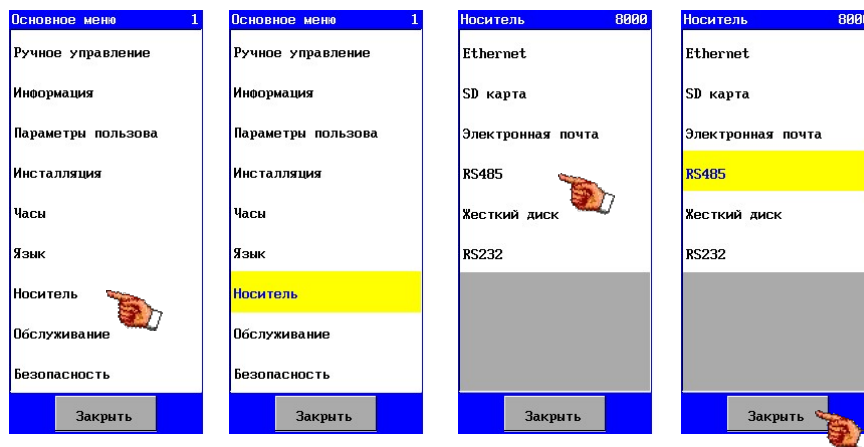 Основное меню 1
Ручное управление
Информация
Параметры пользова
Инсталляция
Часы
Язык
Носитель
Обслуживание
Безопасность
Закрыть
Основное меню 1
Ручное управление
Информация
Параметры пользова
Инсталляция
Часы
Язык
Носитель
Обслуживание
Безопасность
Закрыть
Носитель 8000
Ethernet
SD карта
Электронная почта
RS485
Жесткий диск
RS232
Закрыть
Носитель 8000
Ethernet
SD карта
Электронная почта
RS485
Жесткий диск
RS232
Закрыть